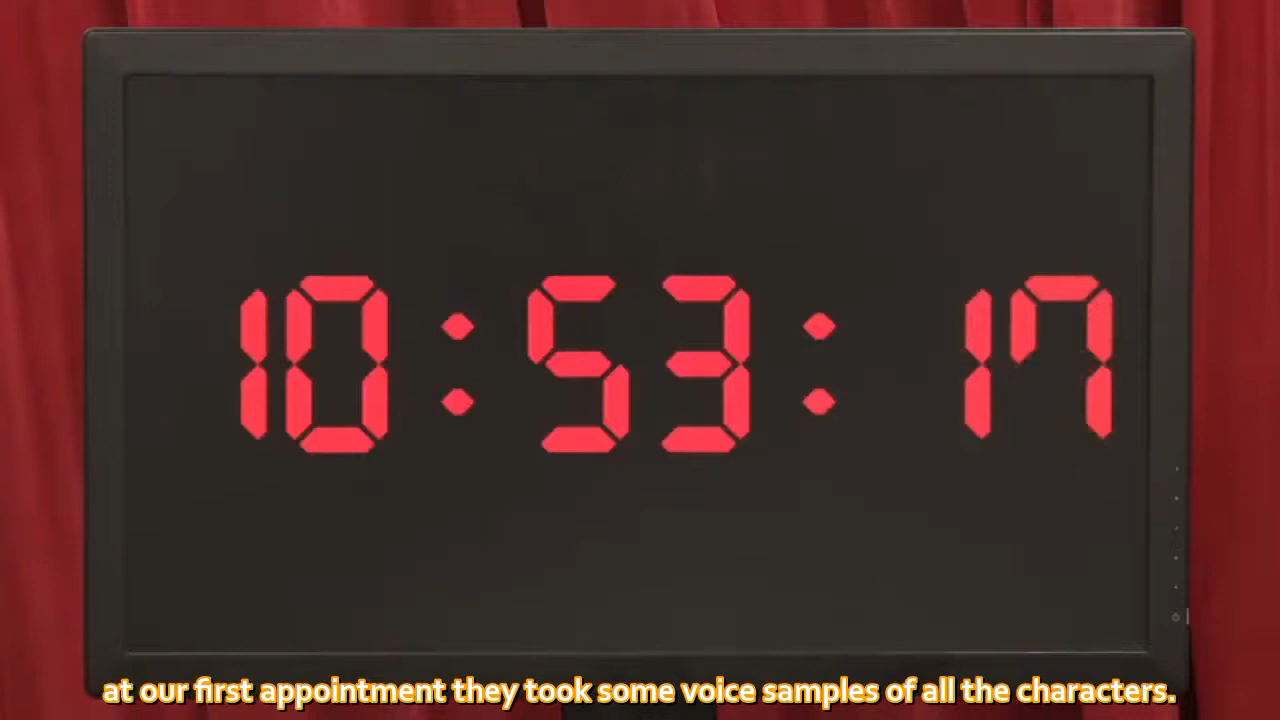 10:53:17
at our first appointment they took some voice samples of all the characters.